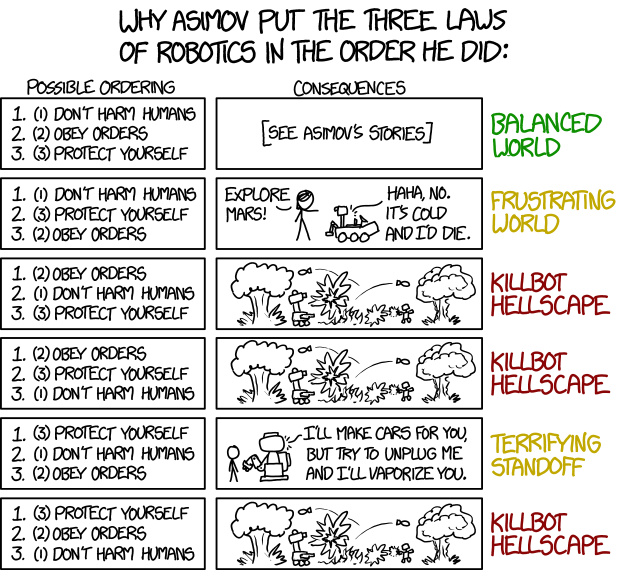 WHY ASIMOV PUT THE THREE LAWS
OF ROBOTICS IN THE ORDER HE DID:
POSSIBLE ORDERING
CONSEQUENCES
1. (1) DON'T HARM HUMANS
2. (2) OBEY ORDERS
3. (3) PROTECT YOURSELF
[SEE ASIMOV'S STORIES]
BALANCED
WORLD
1. (1) DON'T HARM HUMANS
2. (3) PROTECT YOURSELF
3. (2) OBEY ORDERS
EXPLORE
MARS!
HAHA, NO.
IT'S COLD
AND I'D DIE.
FRUSTRATING
WORLD
1. (2) OBEY ORDERS
2. (1) DON'T HARM HUMANS
3. (3) PROTECT YOURSELF
KILLBOT
HELLSCAPE
1. (2) OBEY ORDERS
2. (3) PROTECT YOURSELF
3. (1) DON'T HARM HUMANS
KILLBOT
HELLSCAPE
1. (3) PROTECT YOURSELF
2. (1) DON'T HARM HUMANS
3. (2) OBEY ORDERS
I'LL MAKE CARS FOR YOU,
BUT TRY TO UNPLUG ME
AND I'LL VAPORIZE YOU.
TERRIFYING
STANDOFF
1. (3) PROTECT YOURSELF
2. (2) OBEY ORDERS
3. (1) DON'T HARM HUMANS
KILLBOT
HELLSCAPE